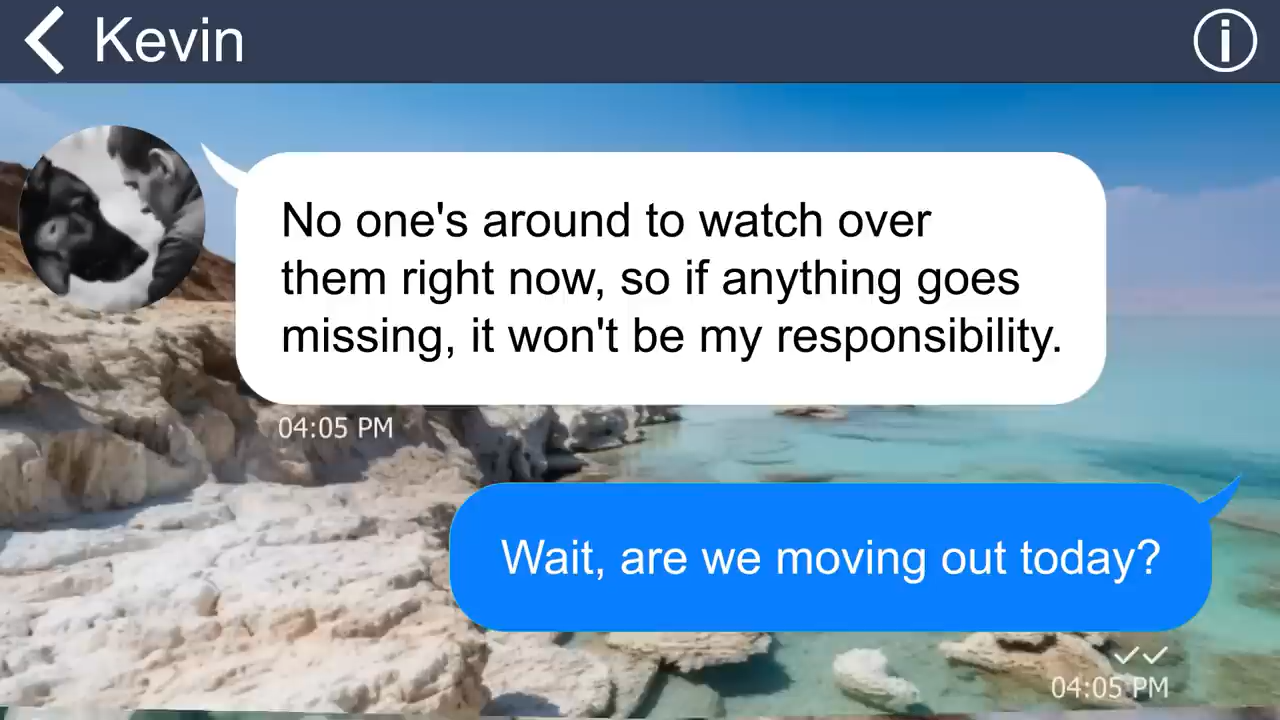 Kevin
No one's around to watch over
them right now, so if anything goes
missing, it won't be my responsibility.
04:05 PM
Wait, are we moving out today?
04:05 PM